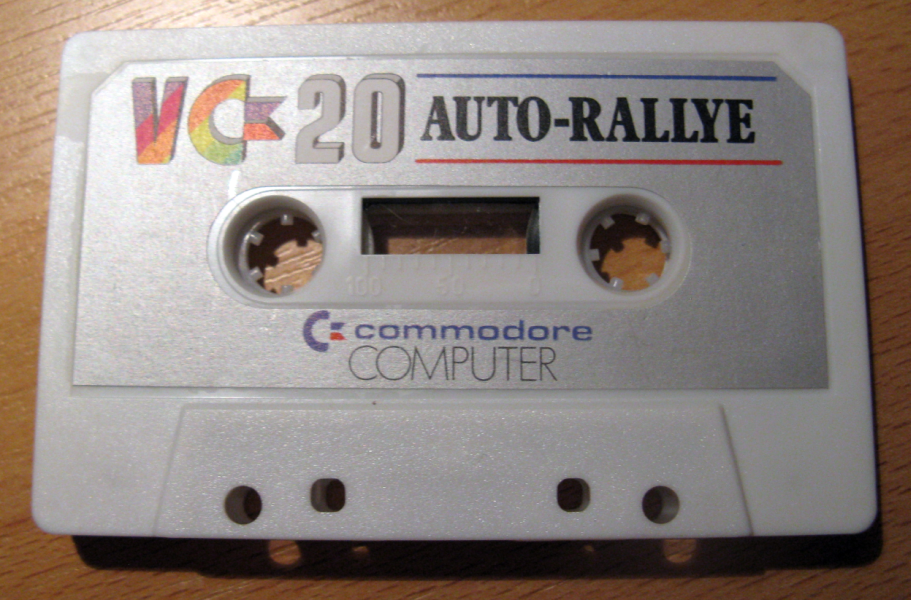 VC-20 AUTO-RALLYE
100 50 0
commodore
COMPUTER